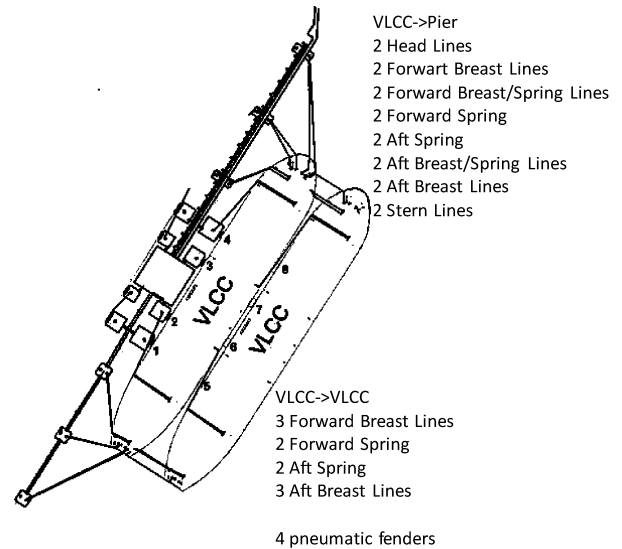 VLCC->Pier
2 Head Lines
2 Forwart Breast Lines
2 Forward Breast/Spring Lines
2 Forward Spring
2 Aft Spring
2 Aft Breast/Spring Lines
2 Aft Breast Lines
2 Stern Lines
4
3
8
VLCC
7
2
VLCC
1
6
5
VLCC->VLCC
3 Forward Breast Lines
2 Forward Spring
2 Aft Spring
3 Aft Breast Lines
4 pneumatic fenders